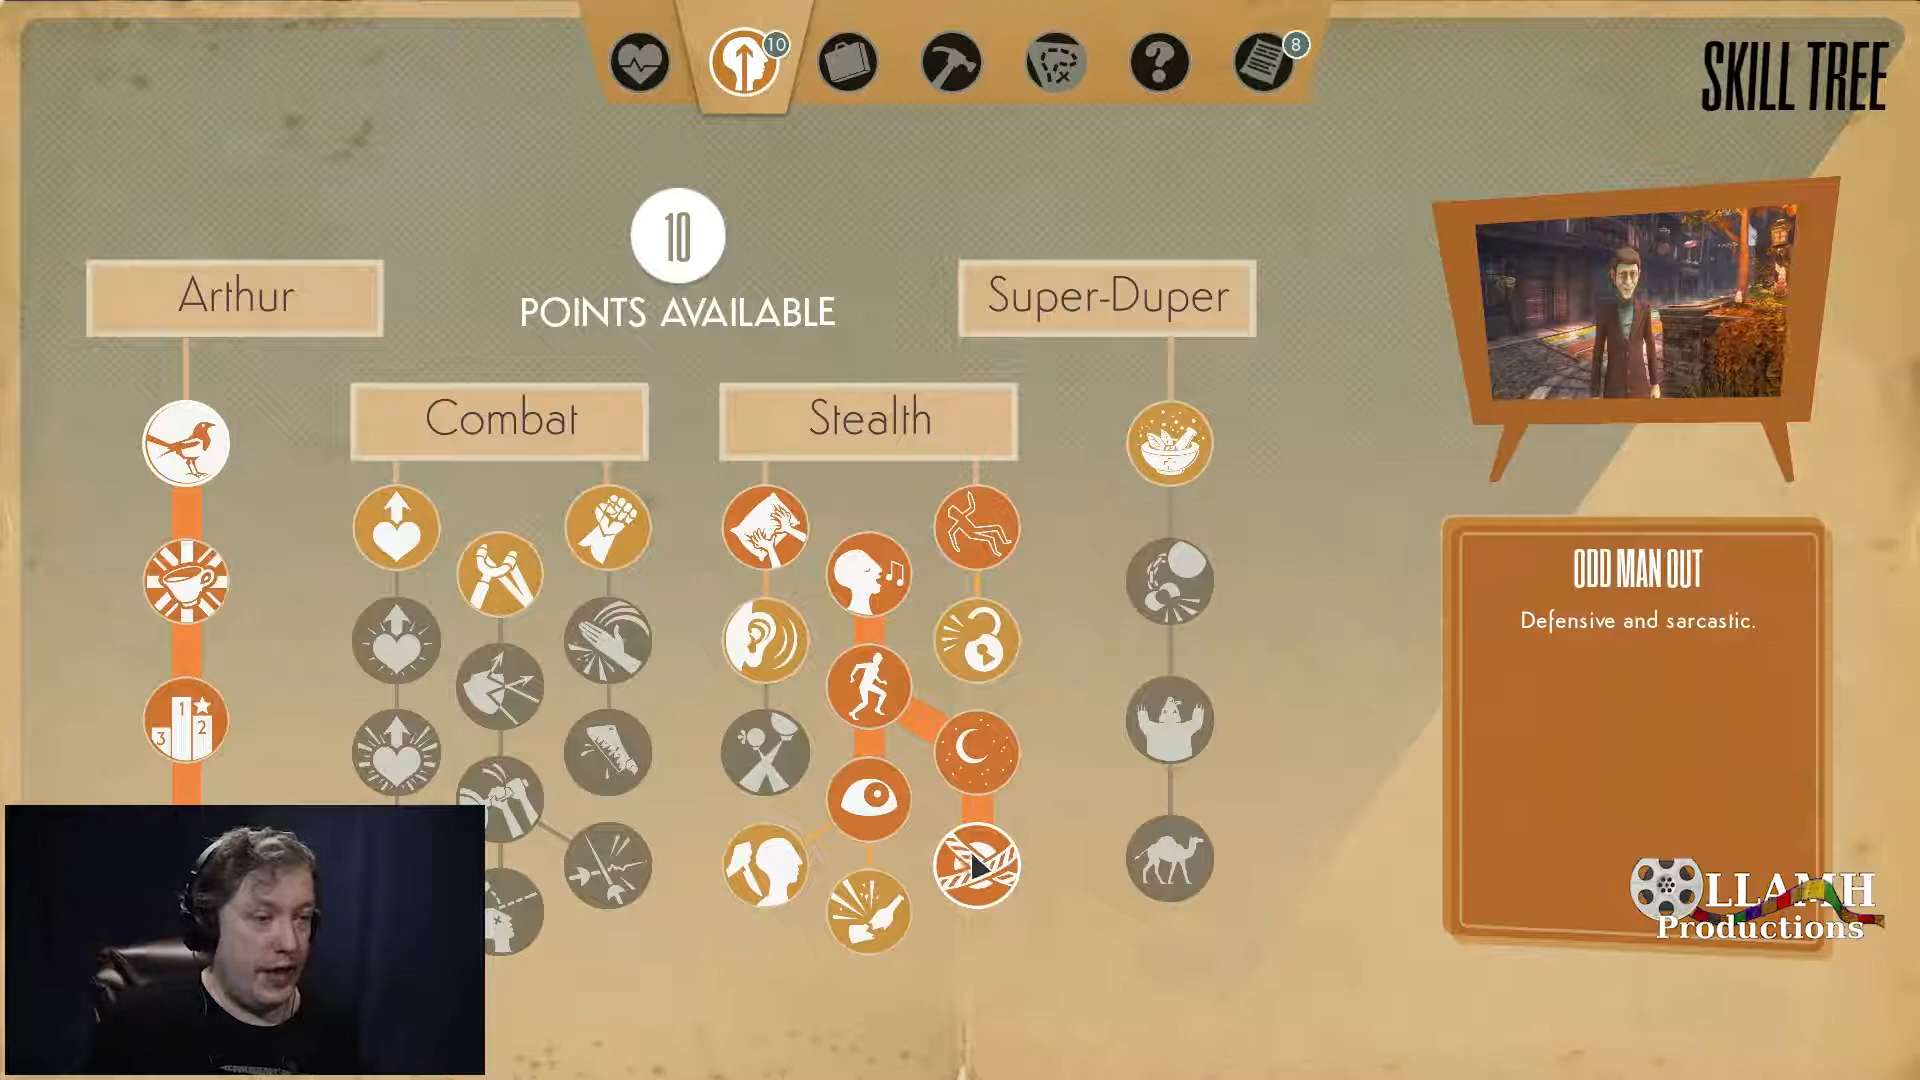 10
8
SKILL TREE
10
POINTS AVAILABLE
Arthur
Super-Duper
Combat
Stealth
1
2
3
ODD MAN OUT
Defensive and sarcastic.
OLLAMH
Productions